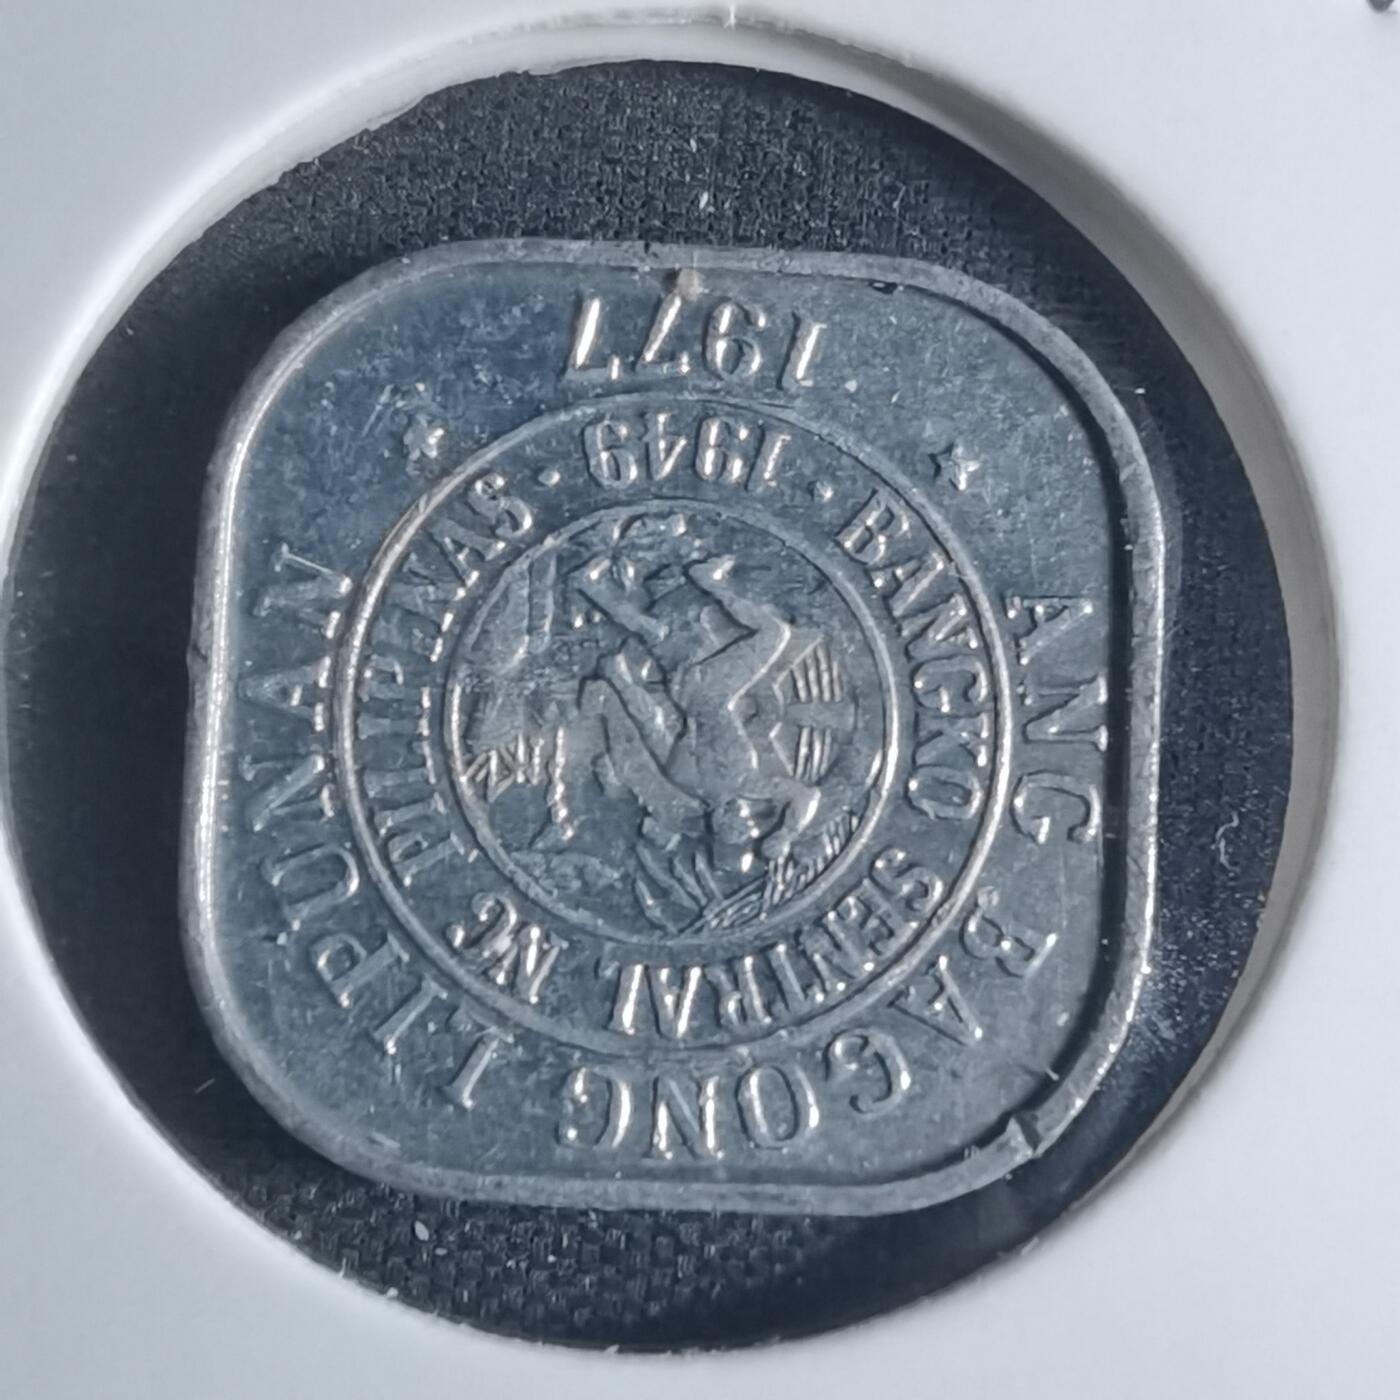 ANG BAGONG LIPUNAN
1977
BANGKO SENTRAL NG PILIPINAS · 1949 ·